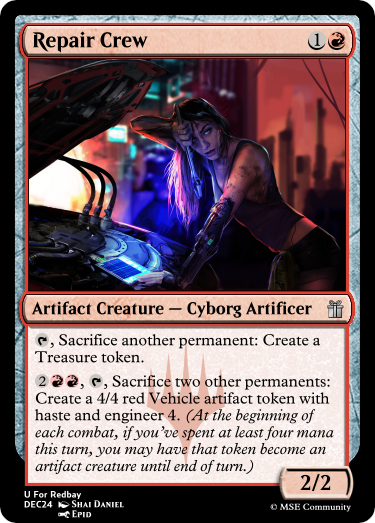 Repair Crew 1
Artifact Creature — Cyborg Artificer
, Sacrifice another permanent: Create a
Treasure token.
2, , Sacrifice two other permanents:
Create a 4/4 red Vehicle artifact token with
haste and engineer 4. (At the beginning of
each combat, if you've spent at least four mana
this turn, you may have that token become an
artifact creature until end of turn.)
2/2
U For Redbay
DEC24 Shai Daniel
Epid
© MSE Community